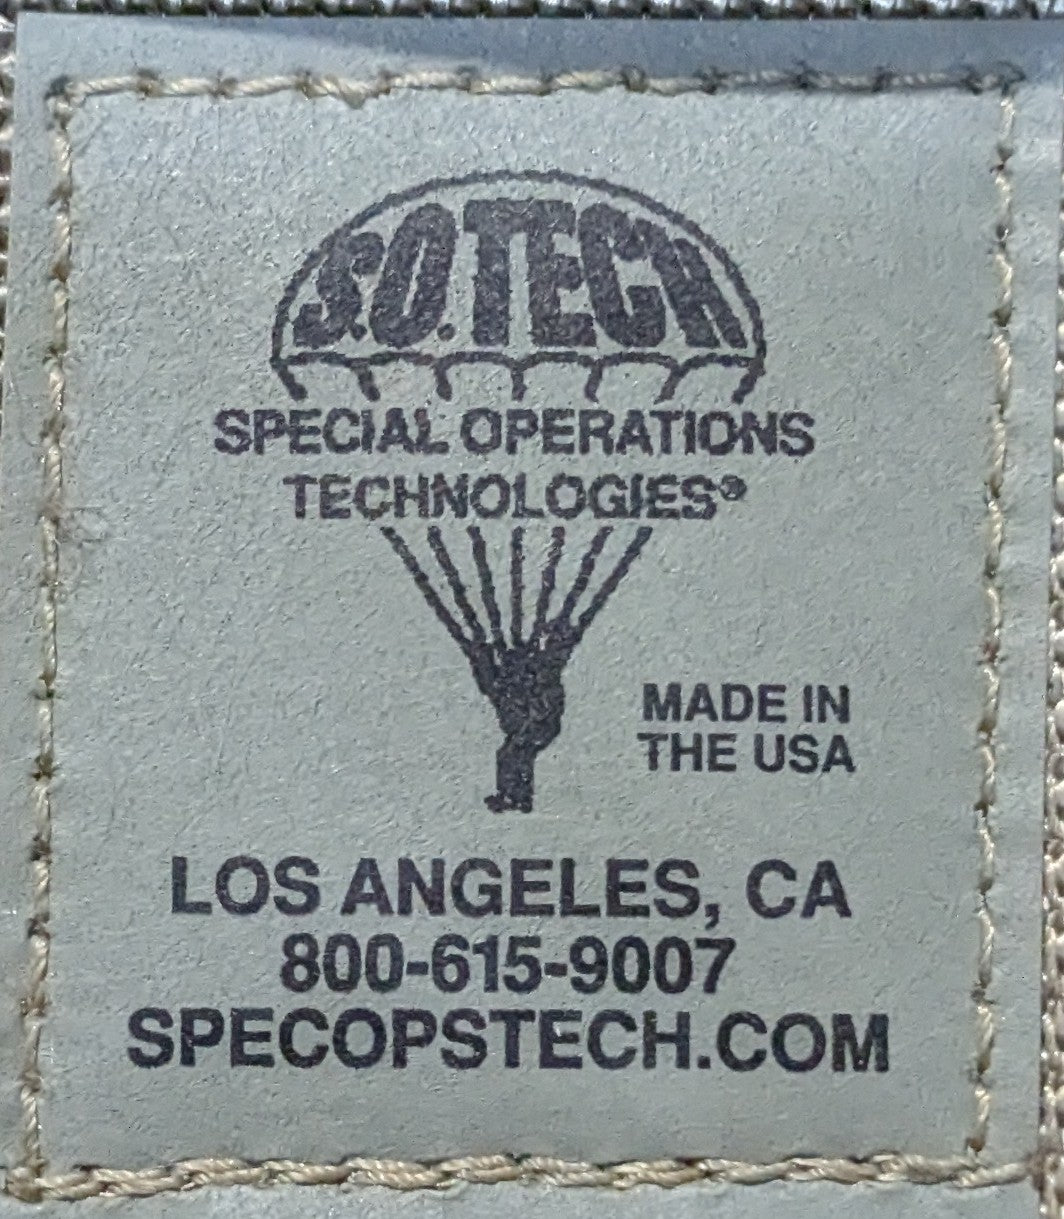 S.O.TECH
SPECIAL OPERATIONS
TECHNOLOGIES®
MADE IN
THE USA
LOS ANGELES, CA
800-615-9007
SPECOPSTECH.COM